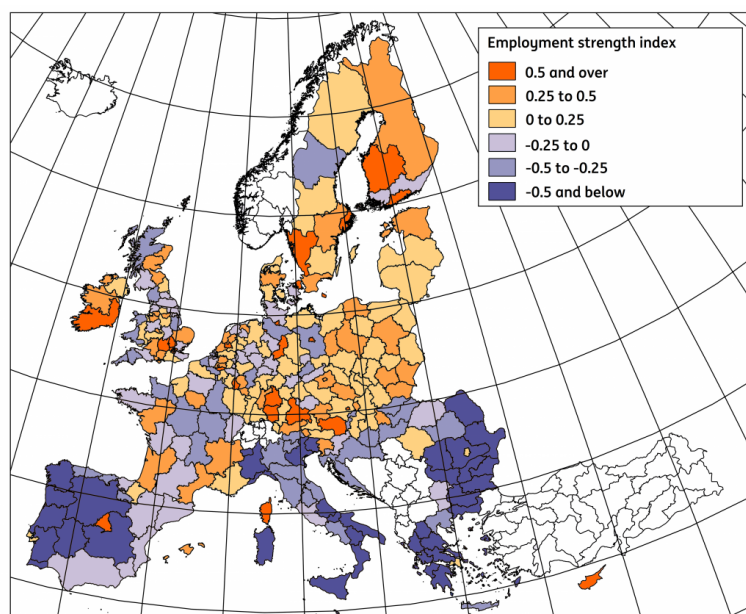 Employment strength index
0.5 and over
0.25 to 0.5
0 to 0.25
-0.25 to 0
-0.5 to -0.25
-0.5 and below